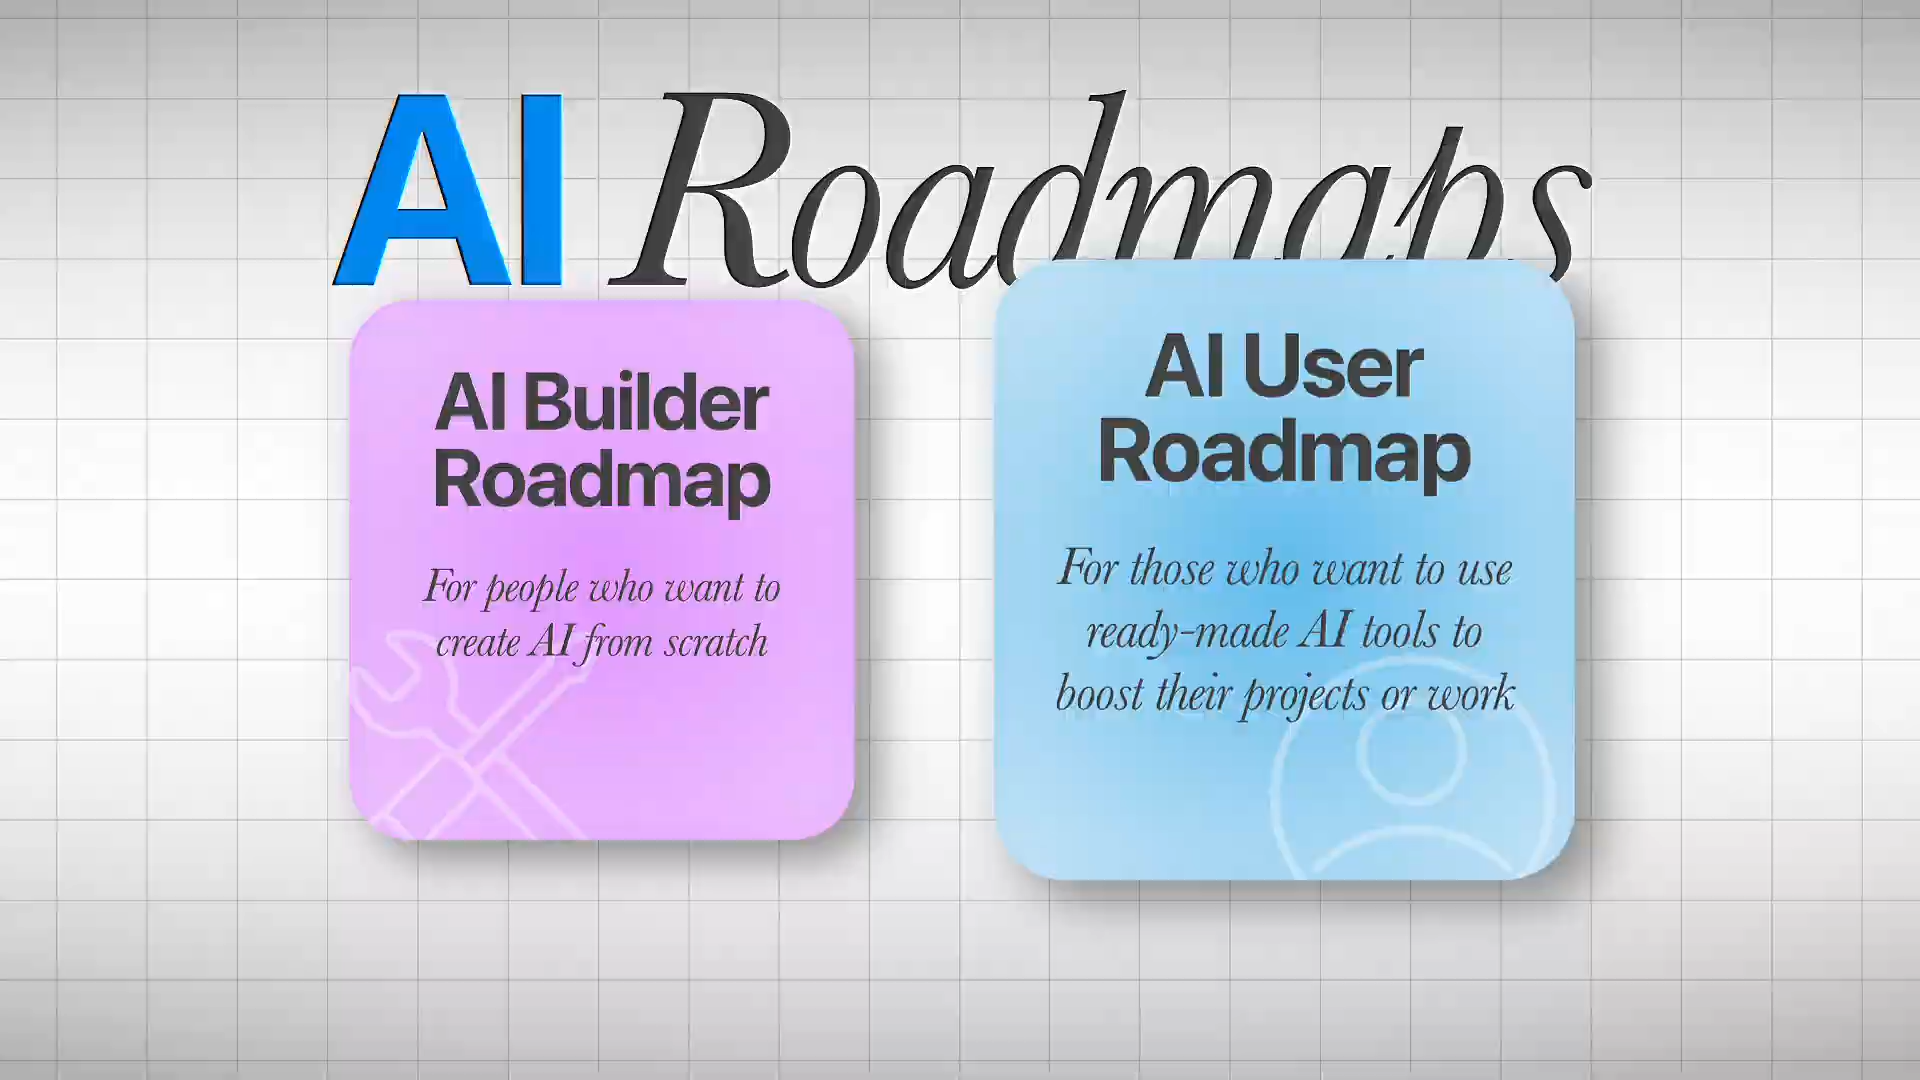 AI Roadmaps
AI Builder
Roadmap
For people who want to
create AI from scratch
AI User
Roadmap
For those who want to use
ready-made AI tools to
boost their projects or work